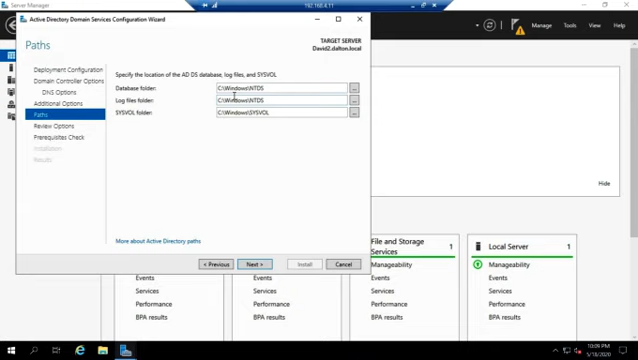 Server Manager
192.168.4.11
Manage
Tools
View
Help
Active Directory Domain Services Configuration Wizard
Paths
TARGET SERVER
David2.dalton.local
Deployment Configuration
Domain Controller Options
DNS Options
Additional Options
Paths
Review Options
Prerequisites Check
Installation
Results
Specify the location of the AD DS database, log files, and SYSVOL
Database folder: C:\Windows\NTDS ...
Log files folder: C:\Windows\NTDS ...
SYSVOL folder: C:\Windows\SYSVOL ...
More about Active Directory paths
< Previous
Next >
Install
Cancel
Hide
File and Storage Services 1
Manageability
Events
Services
Performance
BPA results
Local Server 1
Manageability
Events
Services
Performance
BPA results
Events
Services
Performance
BPA results
Events
Services
Performance
BPA results
10:09 PM
5/18/2020